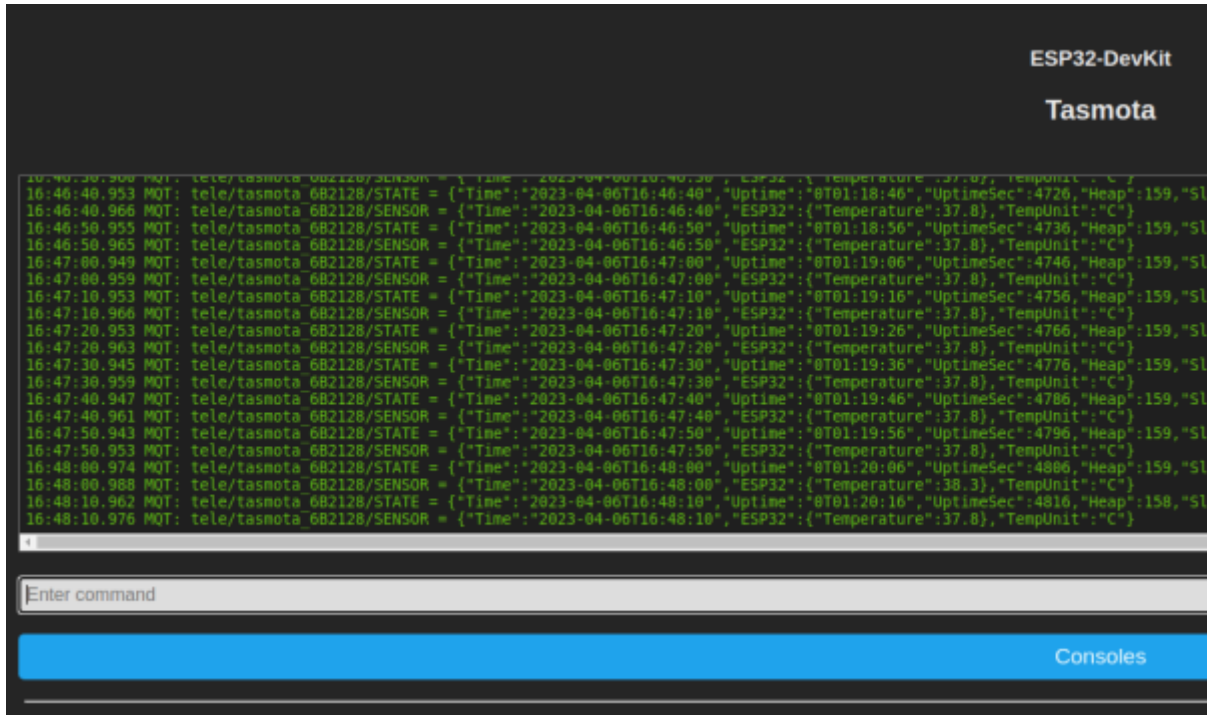 ESP32-DevKit
Tasmota
16:46:30.966 MQT: tele/tasmota_6B2128/SENSOR = {"Time":"2023-04-06T16:46:30","ESP32":{"Temperature":37.8},"TempUnit":"C"}
16:46:40.953 MQT: tele/tasmota_6B2128/STATE = {"Time":"2023-04-06T16:46:40","Uptime":"0T01:18:46","UptimeSec":4726,"Heap":159,"Sl
16:46:40.966 MQT: tele/tasmota_6B2128/SENSOR = {"Time":"2023-04-06T16:46:40","ESP32":{"Temperature":37.8},"TempUnit":"C"}
16:46:50.955 MQT: tele/tasmota_6B2128/STATE = {"Time":"2023-04-06T16:46:50","Uptime":"0T01:18:56","UptimeSec":4736,"Heap":159,"Sl
16:46:50.965 MQT: tele/tasmota_6B2128/SENSOR = {"Time":"2023-04-06T16:46:50","ESP32":{"Temperature":37.8},"TempUnit":"C"}
16:47:00.949 MQT: tele/tasmota_6B2128/STATE = {"Time":"2023-04-06T16:47:00","Uptime":"0T01:19:06","UptimeSec":4746,"Heap":159,"Sl
16:47:00.959 MQT: tele/tasmota_6B2128/SENSOR = {"Time":"2023-04-06T16:47:00","ESP32":{"Temperature":37.8},"TempUnit":"C"}
16:47:10.953 MQT: tele/tasmota_6B2128/STATE = {"Time":"2023-04-06T16:47:10","Uptime":"0T01:19:16","UptimeSec":4756,"Heap":159,"Sl
16:47:10.966 MQT: tele/tasmota_6B2128/SENSOR = {"Time":"2023-04-06T16:47:10","ESP32":{"Temperature":37.8},"TempUnit":"C"}
16:47:20.953 MQT: tele/tasmota_6B2128/STATE = {"Time":"2023-04-06T16:47:20","Uptime":"0T01:19:26","UptimeSec":4766,"Heap":159,"Sl
16:47:20.963 MQT: tele/tasmota_6B2128/SENSOR = {"Time":"2023-04-06T16:47:20","ESP32":{"Temperature":37.8},"TempUnit":"C"}
16:47:30.945 MQT: tele/tasmota_6B2128/STATE = {"Time":"2023-04-06T16:47:30","Uptime":"0T01:19:36","UptimeSec":4776,"Heap":159,"Sl
16:47:30.959 MQT: tele/tasmota_6B2128/SENSOR = {"Time":"2023-04-06T16:47:30","ESP32":{"Temperature":37.8},"TempUnit":"C"}
16:47:40.947 MQT: tele/tasmota_6B2128/STATE = {"Time":"2023-04-06T16:47:40","Uptime":"0T01:19:46","UptimeSec":4786,"Heap":159,"Sl
16:47:40.961 MQT: tele/tasmota_6B2128/SENSOR = {"Time":"2023-04-06T16:47:40","ESP32":{"Temperature":37.8},"TempUnit":"C"}
16:47:50.943 MQT: tele/tasmota_6B2128/STATE = {"Time":"2023-04-06T16:47:50","Uptime":"0T01:19:56","UptimeSec":4796,"Heap":159,"Sl
16:47:50.953 MQT: tele/tasmota_6B2128/SENSOR = {"Time":"2023-04-06T16:47:50","ESP32":{"Temperature":37.8},"TempUnit":"C"}
16:48:00.974 MQT: tele/tasmota_6B2128/STATE = {"Time":"2023-04-06T16:48:00","Uptime":"0T01:20:06","UptimeSec":4806,"Heap":159,"Sl
16:48:00.988 MQT: tele/tasmota_6B2128/SENSOR = {"Time":"2023-04-06T16:48:00","ESP32":{"Temperature":38.3},"TempUnit":"C"}
16:48:10.962 MQT: tele/tasmota_6B2128/STATE = {"Time":"2023-04-06T16:48:10","Uptime":"0T01:20:16","UptimeSec":4816,"Heap":158,"Sl
16:48:10.976 MQT: tele/tasmota_6B2128/SENSOR = {"Time":"2023-04-06T16:48:10","ESP32":{"Temperature":37.8},"TempUnit":"C"}
Enter command
Consoles